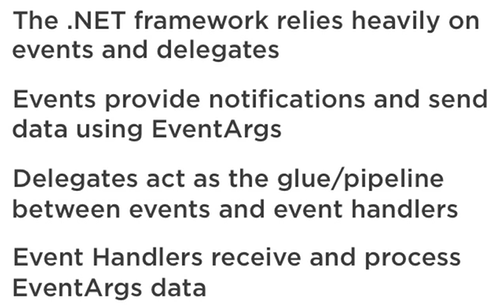 The .NET framework relies heavily on
events and delegates
Events provide notifications and send
data using EventArgs
Delegates act as the glue/pipeline
between events and event handlers
Event Handlers receive and process
EventArgs data